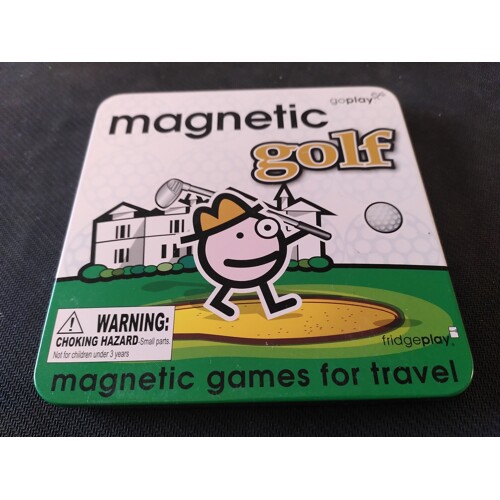 goplay
magnetic
golf
WARNING:
CHOKING HAZARD-Small parts.
Not for children under 3 years
fridgeplay
magnetic games for travel